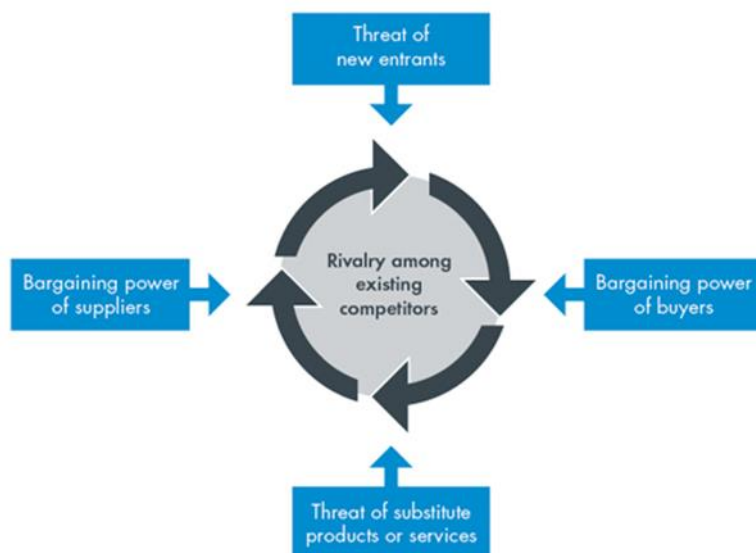 Threat of
new entrants
Bargaining power
of suppliers
Rivalry among
existing
competitors
Bargaining power
of buyers
Threat of substitute
products or services